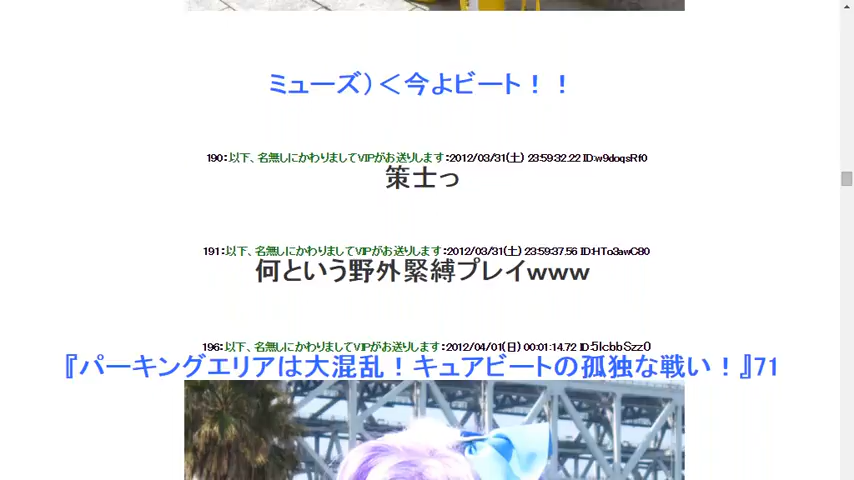 ミューズ）＜今よビート！！
190：以下、名無しにかわりましてVIPがお送りします：2012/03/31(土) 23:59:32.22 ID:w9doqsRf0
策士っ
191：以下、名無しにかわりましてVIPがお送りします：2012/03/31(土) 23:59:37.56 ID:HTo3awC80
何という野外緊縛プレイwww
196：以下、名無しにかわりましてVIPがお送りします：2012/04/01(日) 00:01:14.72 ID:5lcbbSzz0
『パーキングエリアは大混乱！キュアビートの孤独な戦い！』71